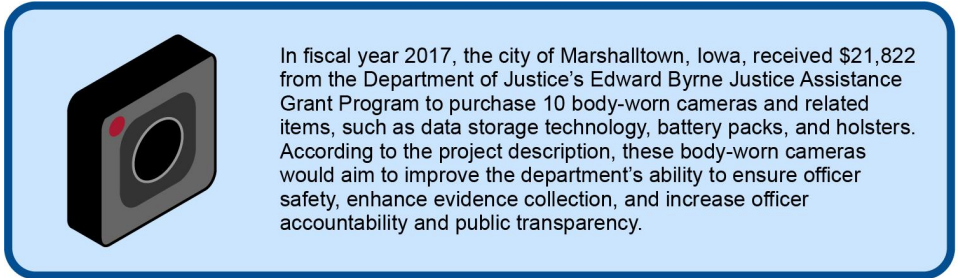 In fiscal year 2017, the city of Marshalltown, Iowa, received $21,822
from the Department of Justice’s Edward Byrne Justice Assistance
Grant Program to purchase 10 body-worn cameras and related
items, such as data storage technology, battery packs, and holsters.
According to the project description, these body-worn cameras
would aim to improve the department’s ability to ensure officer
safety, enhance evidence collection, and increase officer
accountability and public transparency.